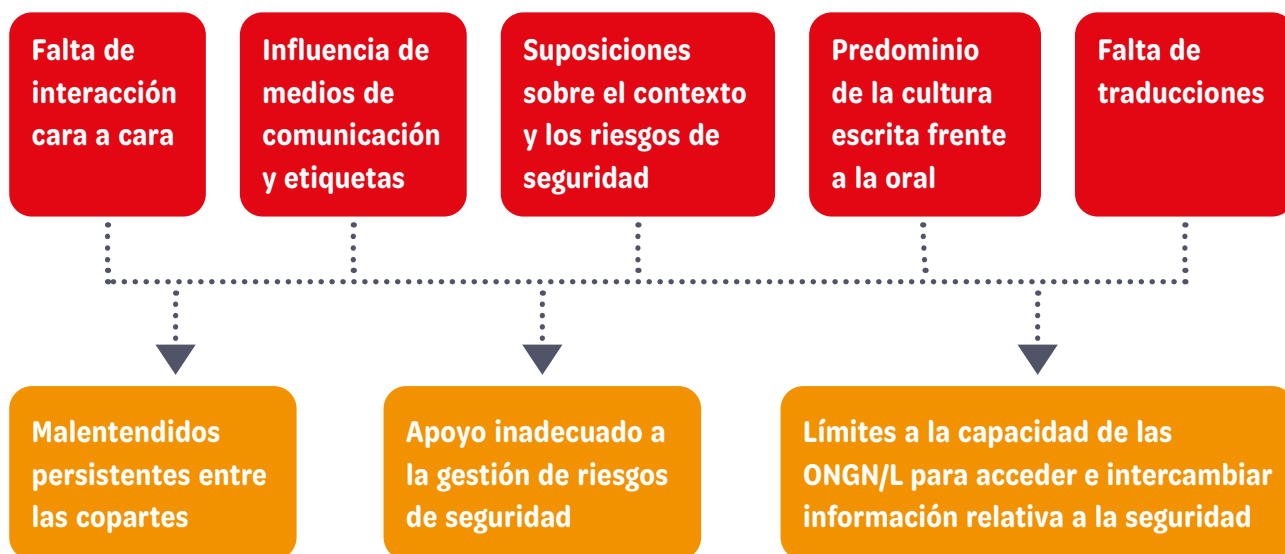 Falta de
interacción
cara a cara
Influencia de
medios de
comunicación
y etiquetas
Suposiciones
sobre el contexto
y los riesgos de
seguridad
Predominio
de la cultura
escrita frente
a la oral
Falta de
traducciones
Malentendidos
persistentes entre
las copartes
Apoyo inadecuado a
la gestión de riesgos
de seguridad
Límites a la capacidad de las
ONGN/L para acceder e intercambiar
información relativa a la seguridad